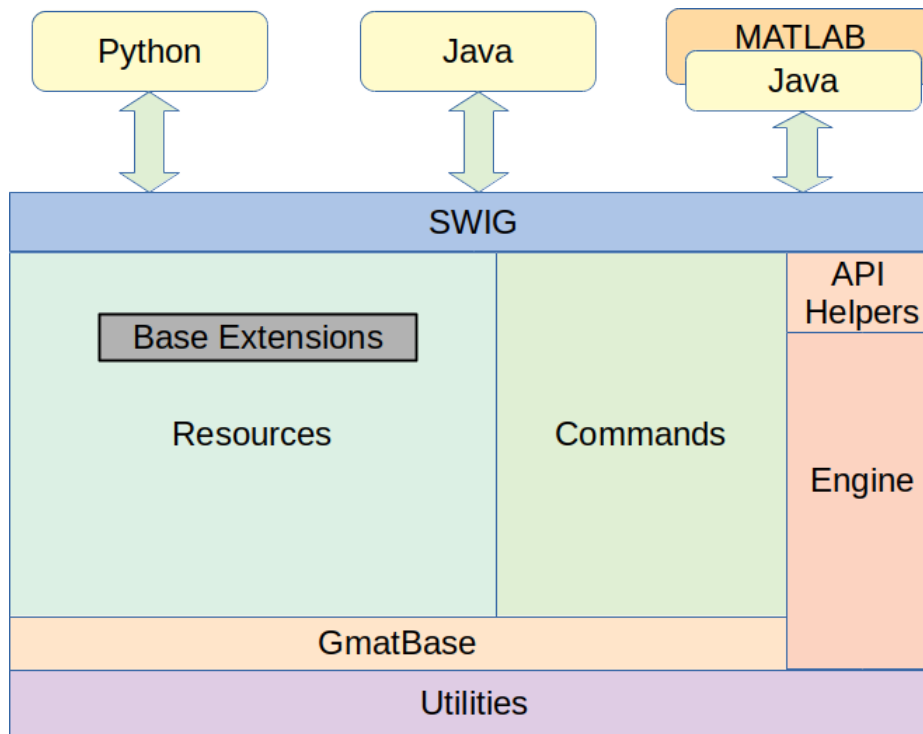 Python
Java
MATLAB
Java
SWIG
Base Extensions
Resources
Commands
API
Helpers
Engine
GmatBase
Utilities